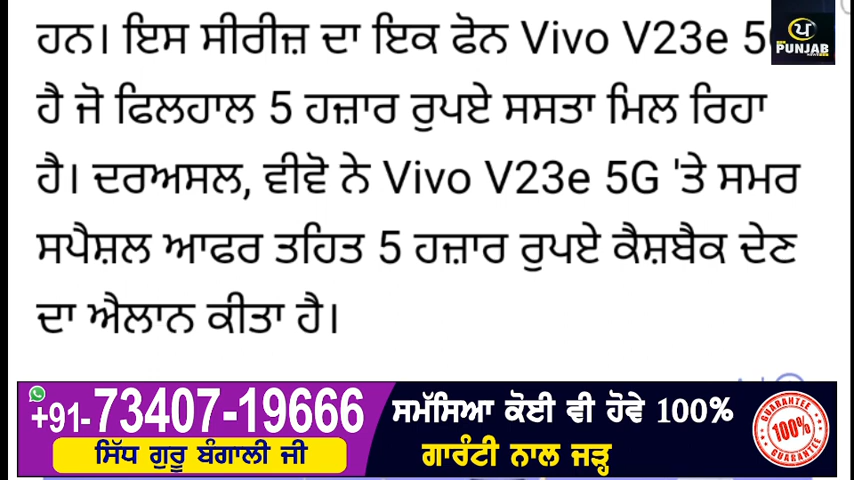 ਹਨ। ਇਸ ਸੀਰੀਜ਼ ਦਾ ਇਕ ਫੋਨ Vivo V23e
ਹੈ ਜੋ ਫਿਲਹਾਲ 5 ਹਜ਼ਾਰ ਰੁਪਏ ਸਸਤਾ ਮਿਲ ਰਿਹਾ
ਹੈ। ਦਰਅਸਲ, ਵੀਵੋ ਨੇ Vivo V23e 5G 'ਤੇ ਸਮਰ
ਸਪੈਸ਼ਲ ਆਫਰ ਤਹਿਤ 5 ਹਜ਼ਾਰ ਰੁਪਏ ਕੈਸ਼ਬੈਕ ਦੇਣ
ਦਾ ਐਲਾਨ ਕੀਤਾ ਹੈ।
ਪ
PUNJAB
+91-73407-19666
ਸਿੱਧ ਗੁਰੂ ਬੰਗਾਲੀ ਜੀ
ਸਮੱਸਿਆ ਕੋਈ ਵੀ ਹੋਵੇ 100%
ਗਾਰੰਟੀ ਨਾਲ ਜੜ੍ਹ
GUARANTEE
100%
GUARANTEE